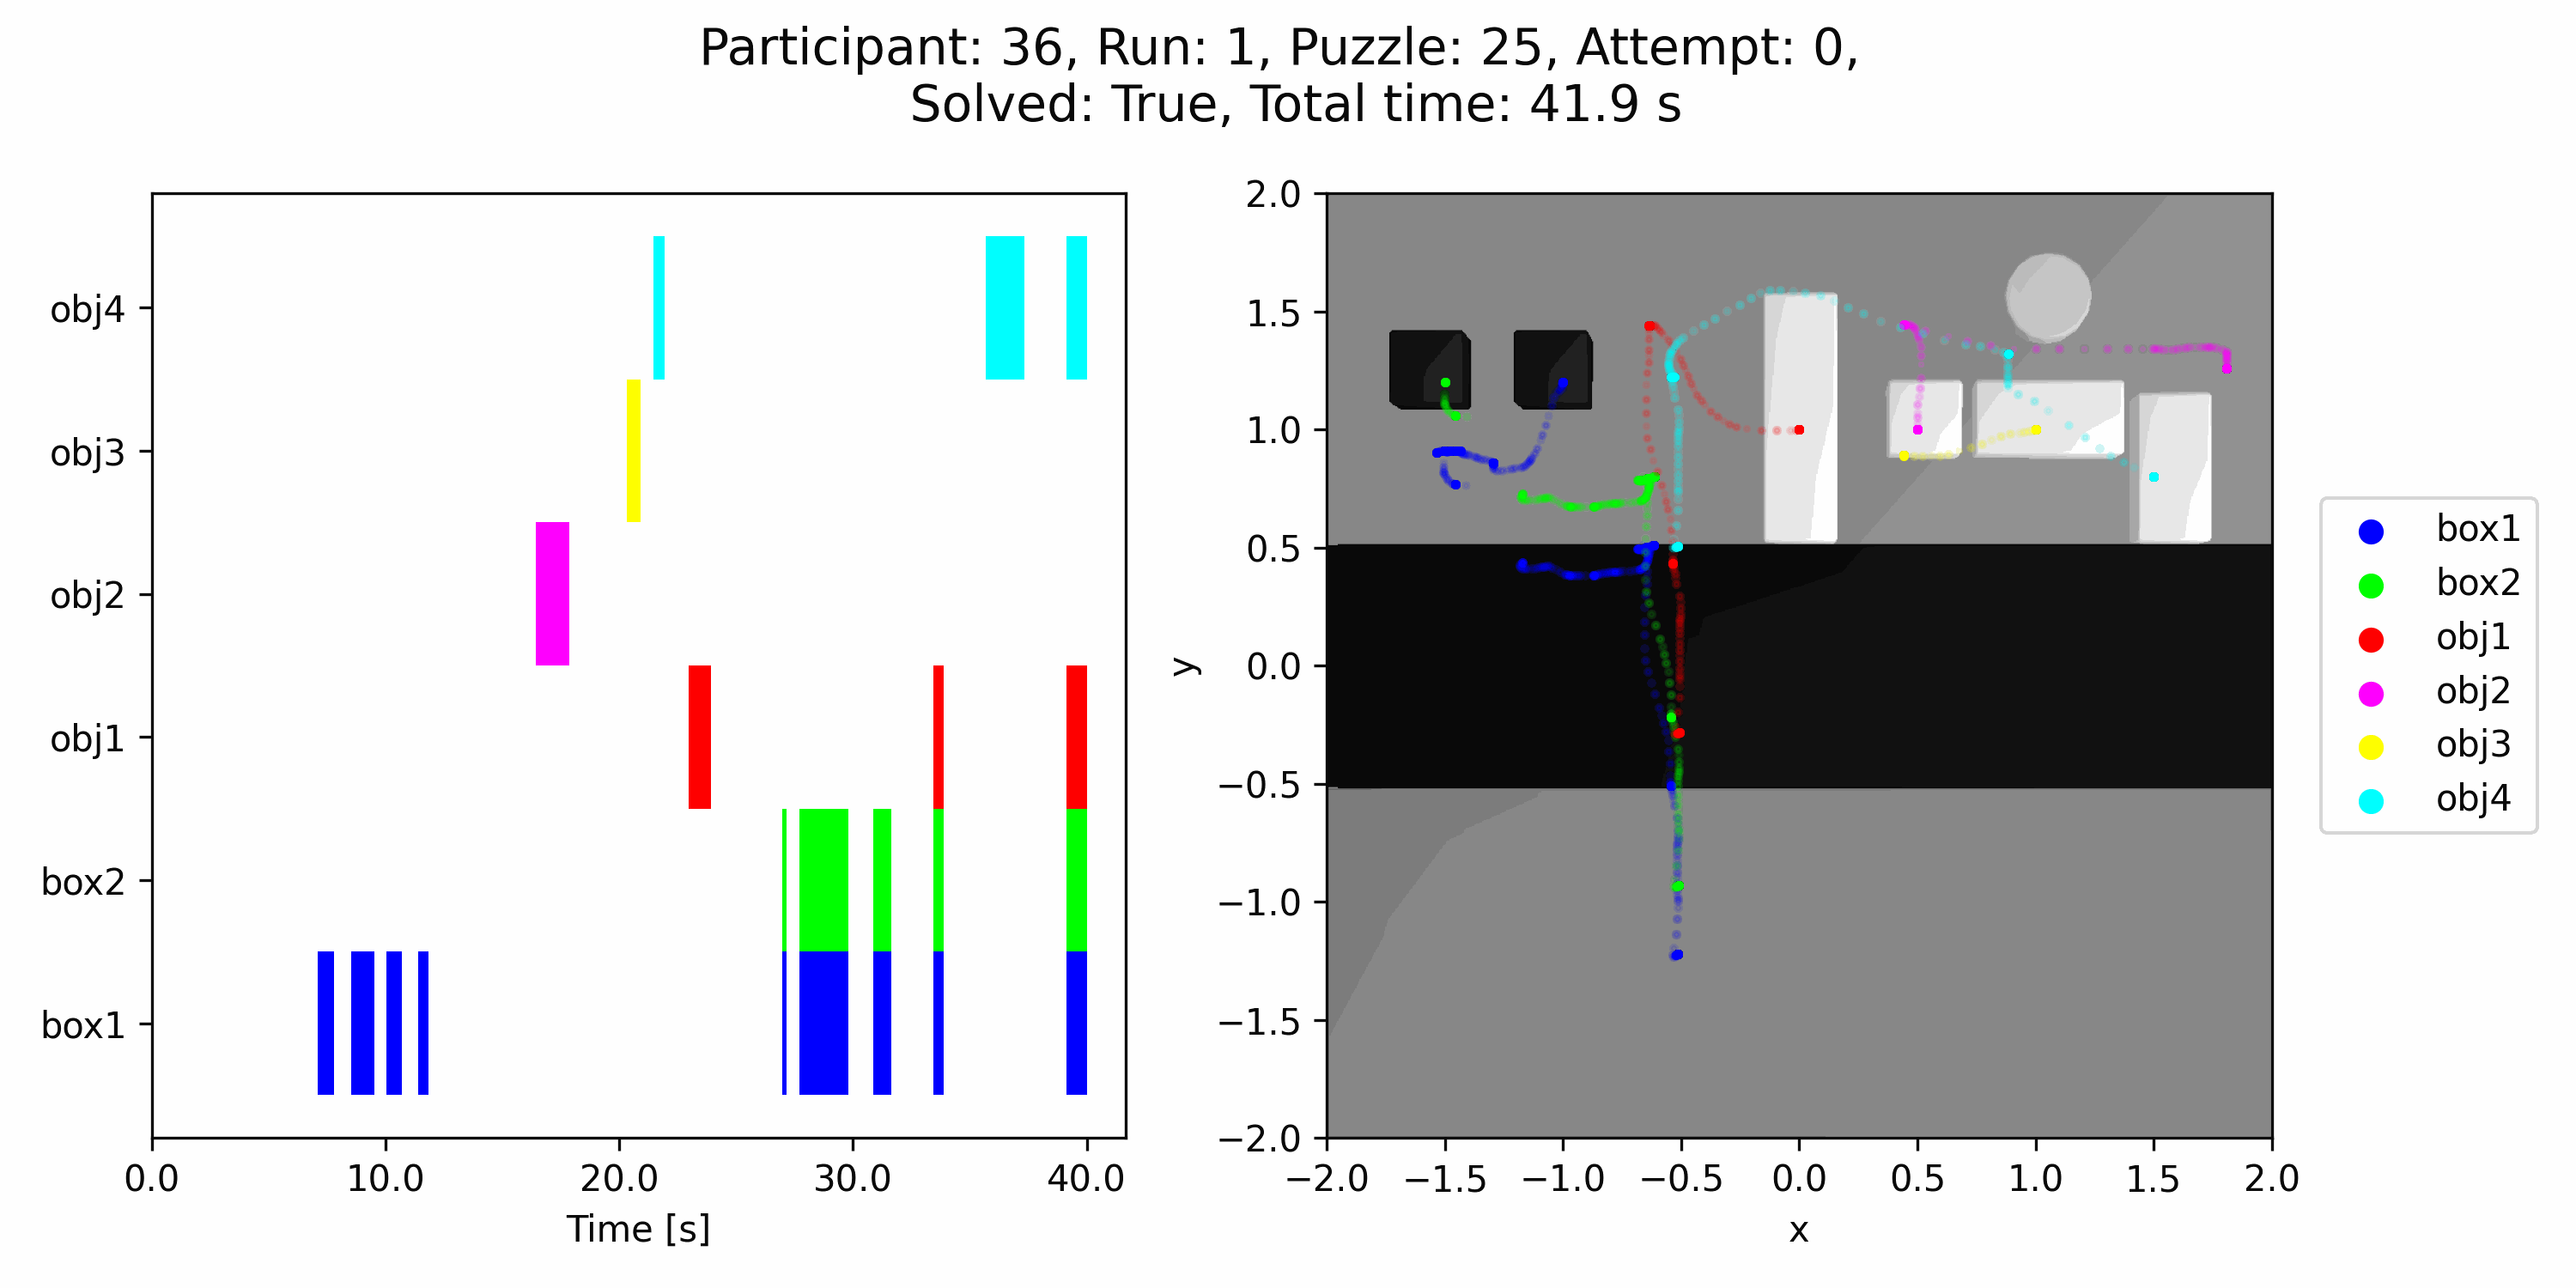 Participant: 36, Run: 1, Puzzle: 25, Attempt: 0,
Solved: True, Total time: 41.9 s
obj4
obj3
obj2
obj1
box2
box1
0.0 10.0 20.0 30.0 40.0
Time [s]
2.0
1.5
1.0
0.5
0.0
−0.5
−1.0
−1.5
−2.0
y
−2.0 −1.5 −1.0 −0.5 0.0 0.5 1.0 1.5 2.0
x
box1
box2
obj1
obj2
obj3
obj4